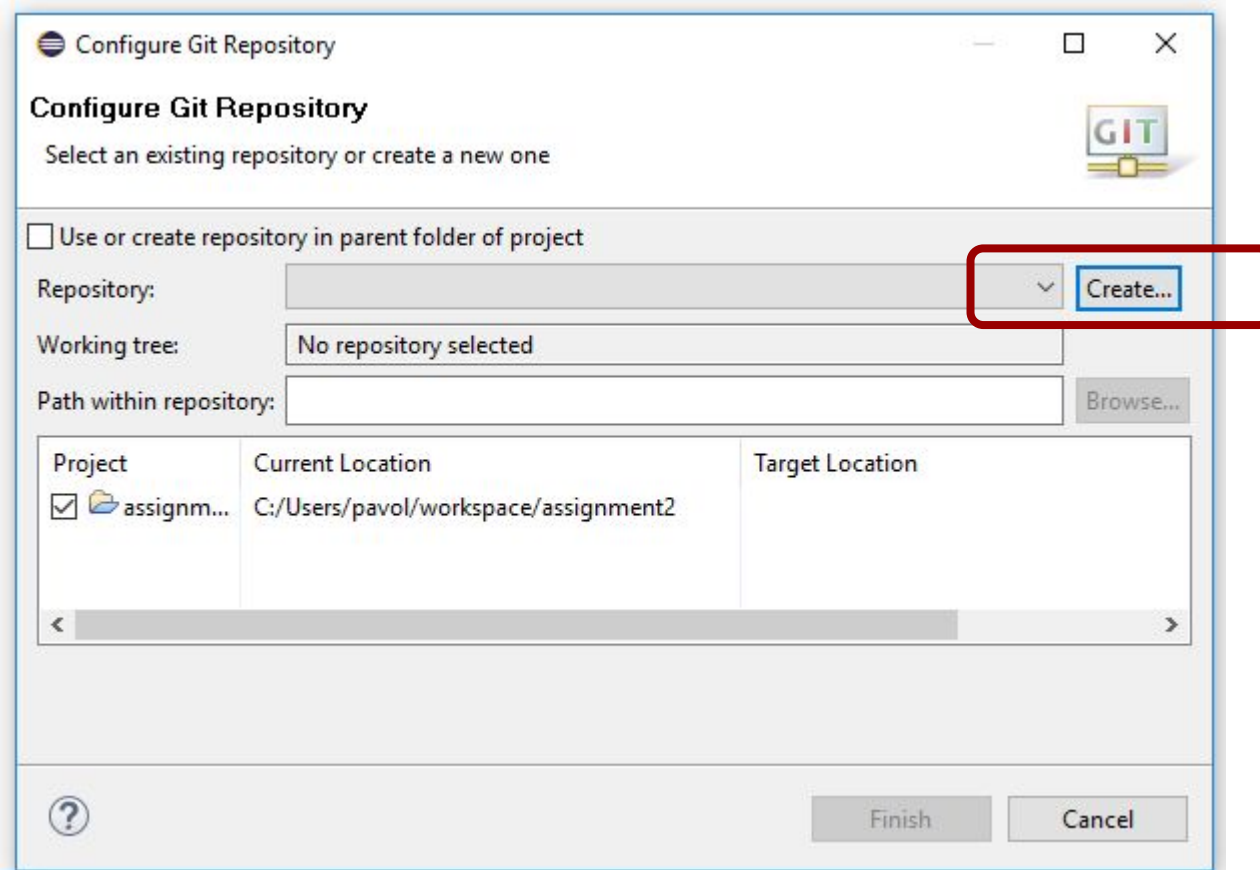 Configure Git Repository
Configure Git Repository
Select an existing repository or create a new one
GIT
Use or create repository in parent folder of project
Repository: Create...
Working tree: No repository selected
Path within repository: Browse...
Project Current Location Target Location
assignm... C:/Users/pavol/workspace/assignment2
Finish Cancel